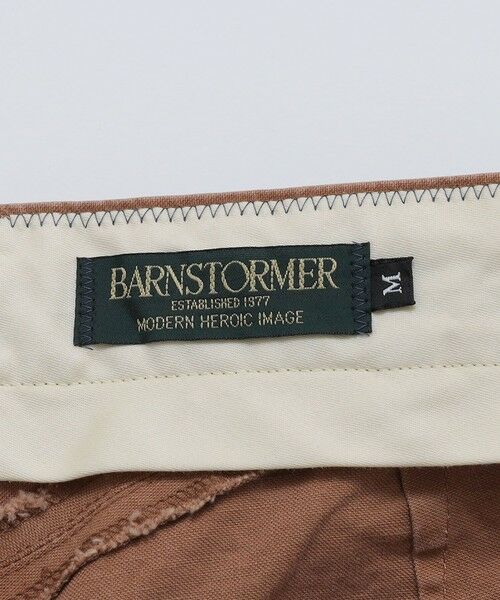 BARNSTORMER
ESTABLISHED 1977
MODERN HEROIC IMAGE
M